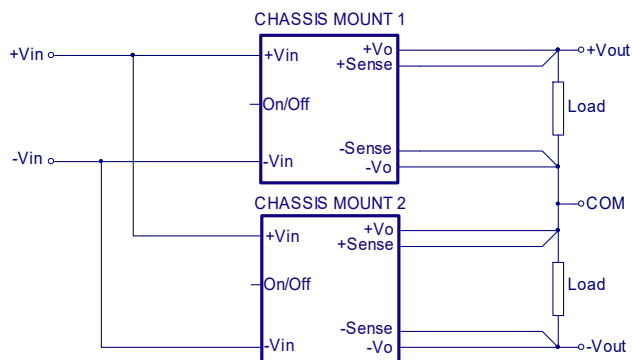 CHASSIS MOUNT 1
+Vin
+Vin
+Vo
+Vout
+Sense
On/Off
Load
-Vin
-Vin
-Sense
-Vo
CHASSIS MOUNT 2
COM
+Vin
+Vo
+Sense
On/Off
Load
-Vin
-Sense
-Vo
-Vout